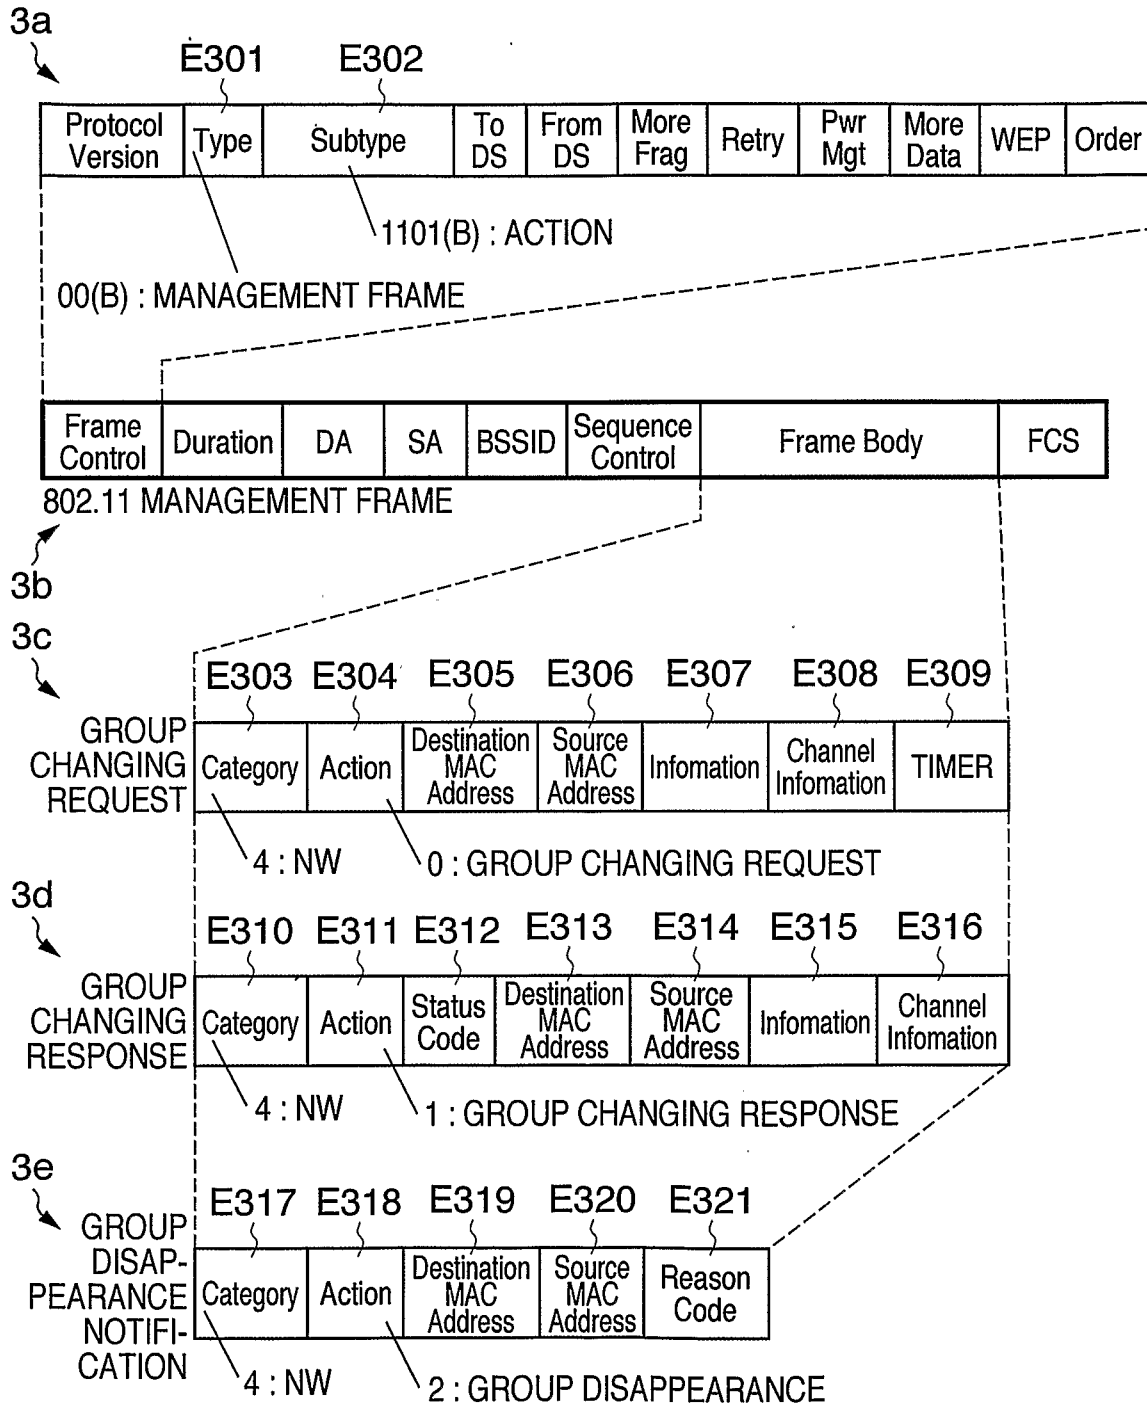 3a
E301 E302
Protocol Version Type Subtype To DS From DS More Frag Retry Pwr Mgt More Data WEP Order
1101(B) : ACTION
00(B) : MANAGEMENT FRAME
Frame Control Duration DA SA BSSID Sequence Control Frame Body FCS
802.11 MANAGEMENT FRAME
3b
3c
E303 E304 E305 E306 E307 E308 E309
GROUP CHANGING REQUEST
Category Action Destination MAC Address Source MAC Address Infomation Channel Infomation TIMER
4 : NW 0 : GROUP CHANGING REQUEST
3d
E310 E311 E312 E313 E314 E315 E316
GROUP CHANGING RESPONSE
Category Action Status Code Destination MAC Address Source MAC Address Infomation Channel Infomation
4 : NW 1 : GROUP CHANGING RESPONSE
3e
E317 E318 E319 E320 E321
GROUP DISAP- PEARANCE NOTIFI- CATION
Category Action Destination MAC Address Source MAC Address Reason Code
4 : NW 2 : GROUP DISAPPEARANCE